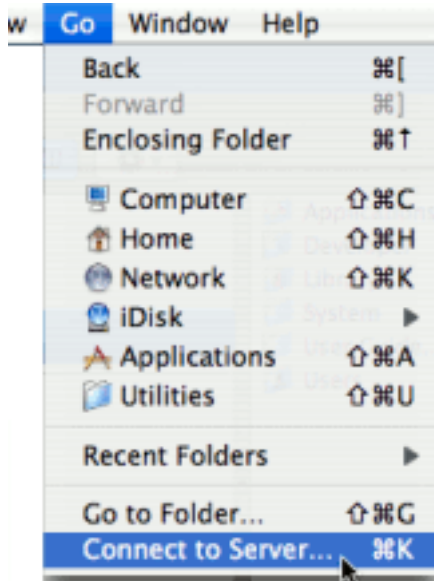 Go Window Help
Back ⌘[
Forward ⌘]
Enclosing Folder ⌘↑
Computer ⇧⌘C
Home ⇧⌘H
Network ⇧⌘K
iDisk
Applications ⇧⌘A
Utilities ⇧⌘U
Recent Folders
Go to Folder... ⇧⌘G
Connect to Server... ⌘K